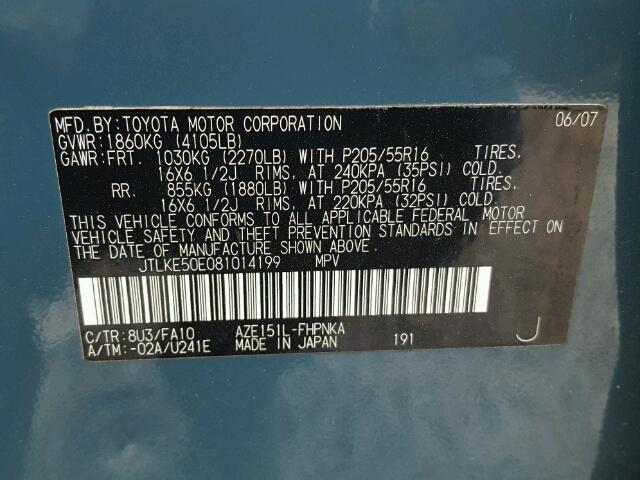 MFD.BY:TOYOTA MOTOR CORPORATION 06/07
GVWR:1860KG (4105LB)
GAWR:FRT. 1030KG (2270LB) WITH P205/55R16 TIRES,
16X6 1/2J RIMS, AT 240KPA (35PSI) COLD.
RR. 855KG (1880LB) WITH P205/55R16 TIRES,
16X6 1/2J RIMS, AT 220KPA (32PSI) COLD.
THIS VEHICLE CONFORMS TO ALL APPLICABLE FEDERAL MOTOR
VEHICLE SAFETY AND THEFT PREVENTION STANDARDS IN EFFECT ON
THE DATE OF MANUFACTURE SHOWN ABOVE.
JTLKE50E081014199 MPV
C/TR:8U3/FA10 AZE151L-FHPNKA
A/TM:-02A/U241E MADE IN JAPAN 191 J